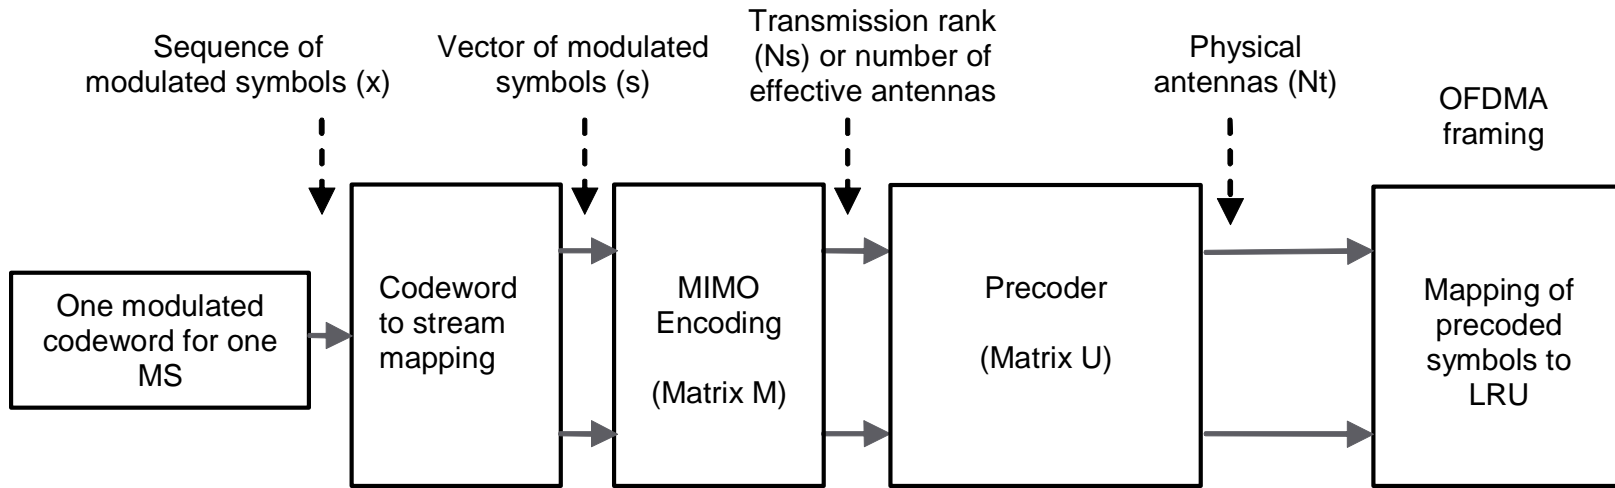 Sequence of
modulated symbols (x)
Vector of modulated
symbols (s)
Transmission rank
(Ns) or number of
effective antennas
Physical
antennas (Nt)
OFDMA
framing
One modulated
codeword for one
MS
Codeword
to stream
mapping
MIMO
Encoding
(Matrix M)
Precoder
(Matrix U)
Mapping of
precoded
symbols to
LRU